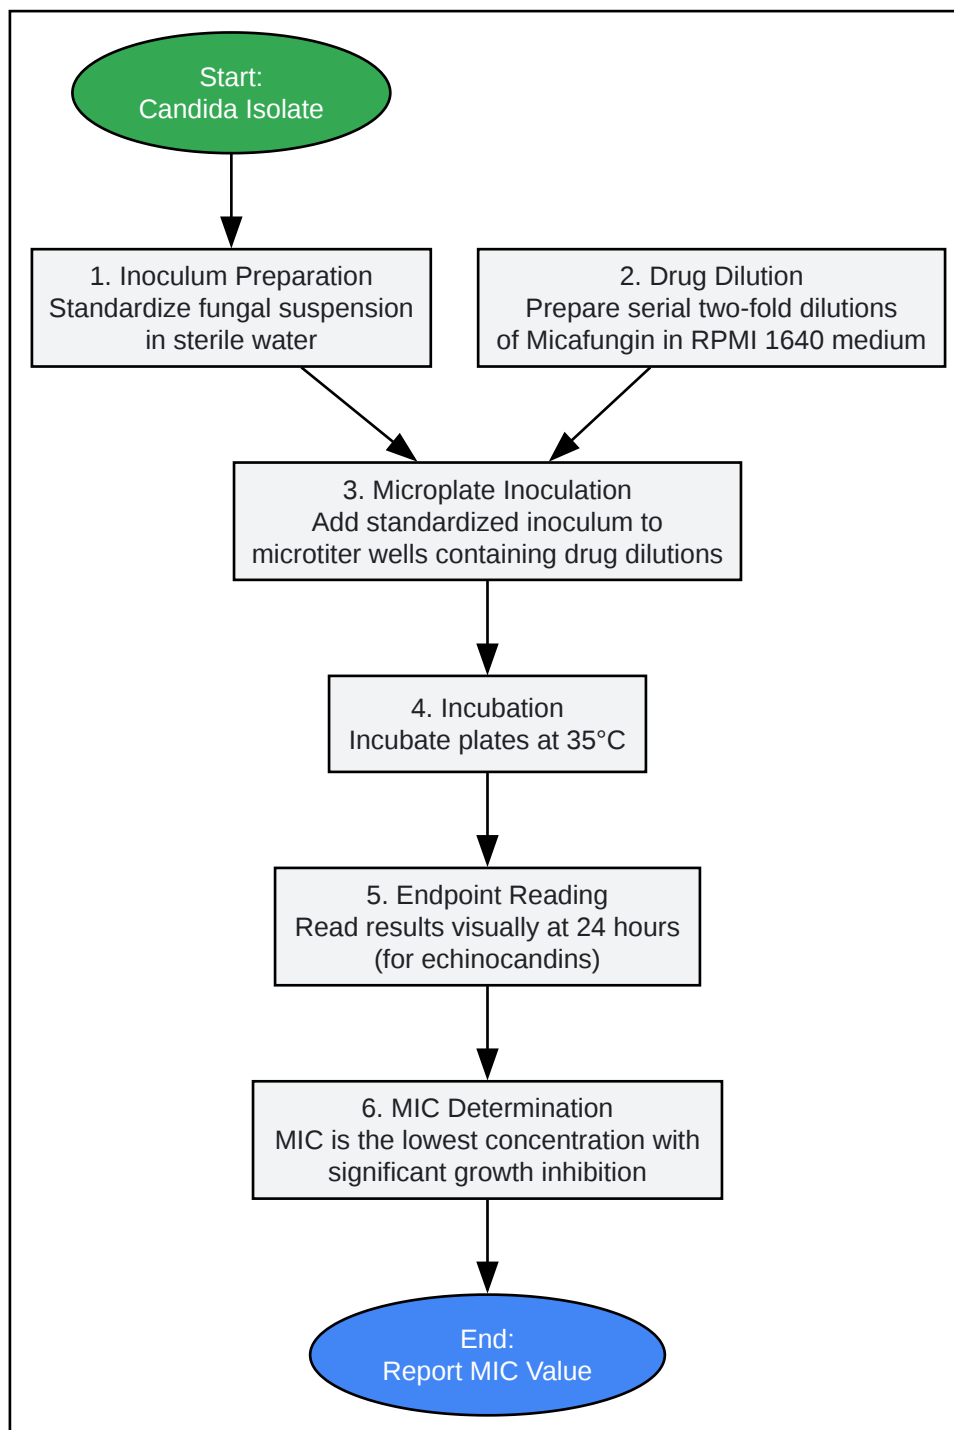 Start:
Candida Isolate
1. Inoculum Preparation
Standardize fungal suspension
in sterile water
2. Drug Dilution
Prepare serial two-fold dilutions
of Micafungin in RPMI 1640 medium
3. Microplate Inoculation
Add standardized inoculum to
microtiter wells containing drug dilutions
4. Incubation
Incubate plates at 35°C
5. Endpoint Reading
Read results visually at 24 hours
(for echinocandins)
6. MIC Determination
MIC is the lowest concentration with
significant growth inhibition
End:
Report MIC Value